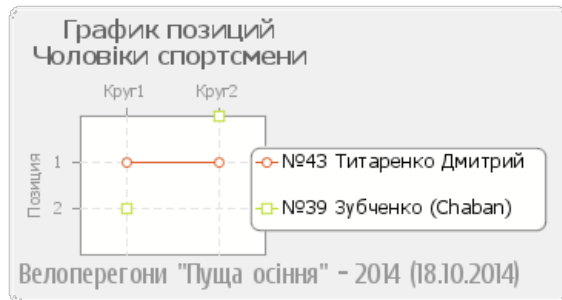 График позиций
Чоловіки спортсмени
Круг1 Круг2
Позиция
1
2
№43 Титаренко Дмитрий
№39 Зубченко (Chaban)
Велоперегони "Пуща осіння" - 2014 (18.10.2014)